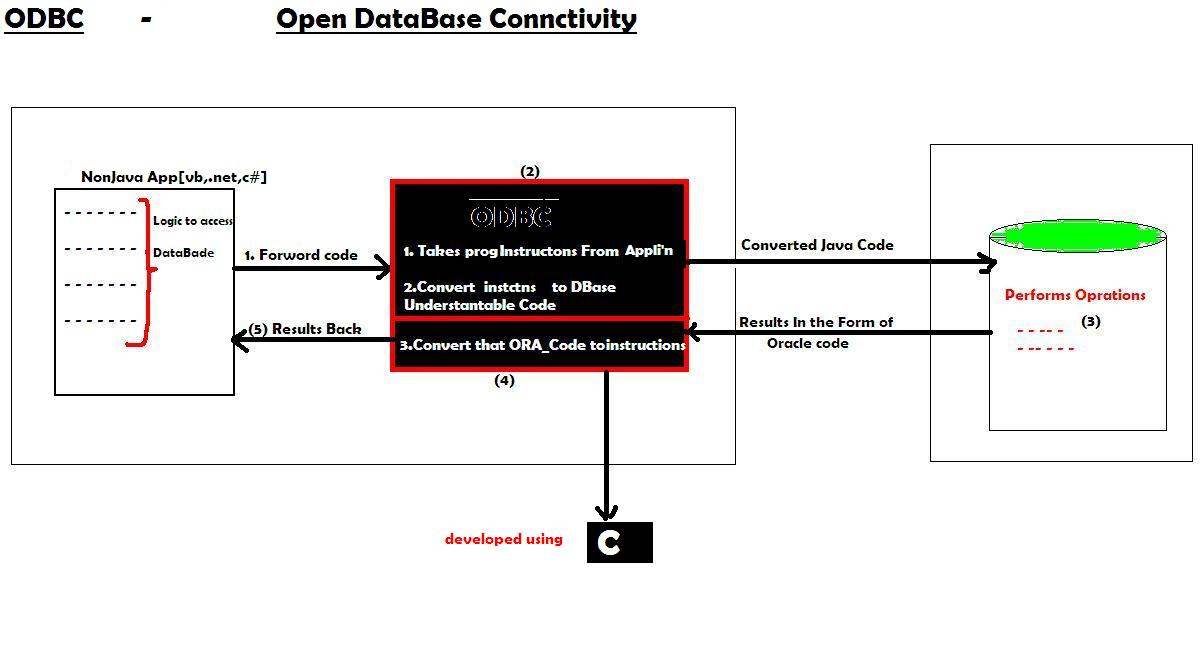 ODBC - Open DataBase Connctivity
NonJava App[vb,.net,c#]
Logic to access
DataBade
1. Forword code
(5) Results Back
(2)
ODBC
1. Takes prog Instructons From Appli'n
2.Convert instctns to DBase
Understantable Code
3.Convert that ORA_Code toinstructions
(4)
Converted Java Code
Results In the Form of
Oracle code
Performs Oprations
(3)
developed using
C